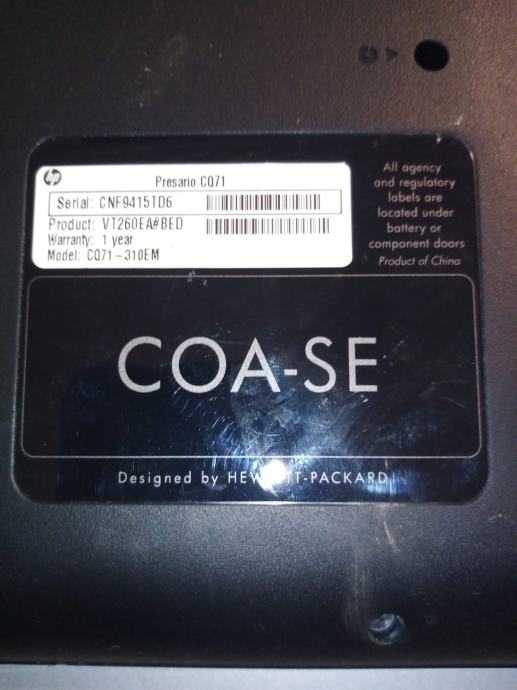 hp
Presario CQ71
Serial: CNF9415TD6
Product: VT260EA#BED
Warranty: 1 year
Model: CQ71-310EM
All agency
and regulatory
labels are
located under
battery or
component doors
Product of China
COA-SE
Designed by HEWLETT-PACKARD